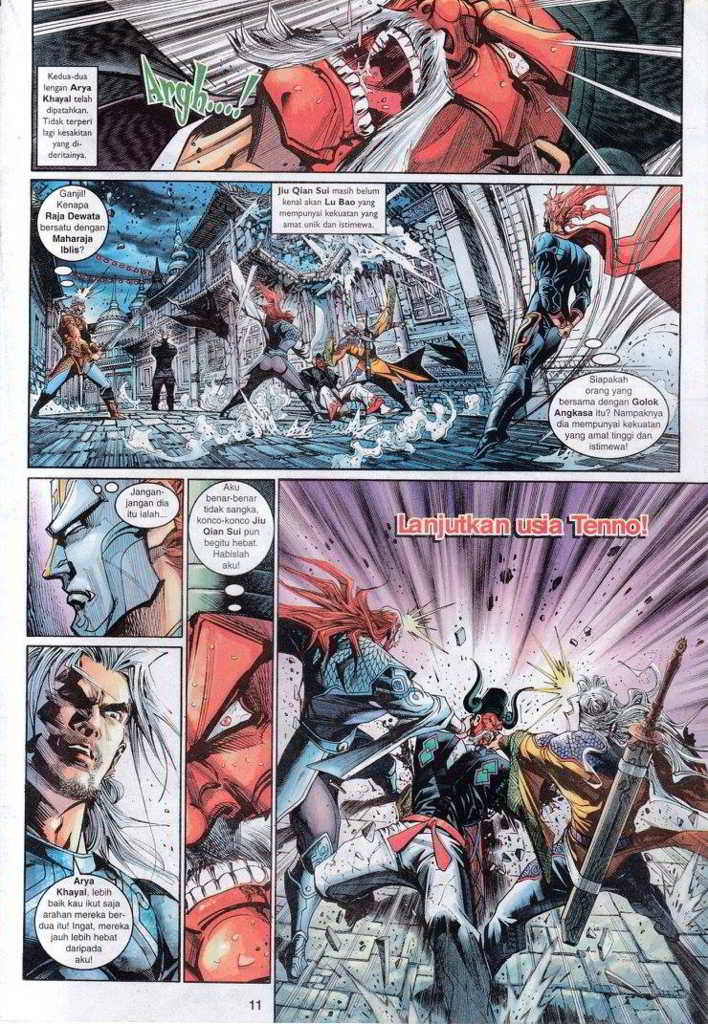 Kedua-dua
lengan Arya
Khayal telah
dipatahkan.
Tidak terperi
lagi kesakitan
yang di-
deritainya.
Argh....!
Ganjil!
Kenapa
Raja Dewata
bersatu dengan
Maharaja
Iblis?
Jiu Qian Sui masih belum
kenal akan Lu Bao yang
mempunyai kekuatan yang
amat unik dan istimewa.
Siapakah
orang yang
bersama dengan Golok
Angkasa itu? Nampaknya
dia mempunyai kekuatan
yang amat tinggi dan
istimewa!
Jangan-
jangan dia
itu ialah...
Aku
benar-benar
tidak sangka,
konco-konco Jiu
Qian Sui pun
begitu hebat.
Habislah
aku!
Lanjutkan usia Tenno!
Arya
Khayal, lebih
baik kau ikut saja
arahan mereka ber-
dua itu! Ingat, mereka
jauh lebih hebat
daripada
aku!
11